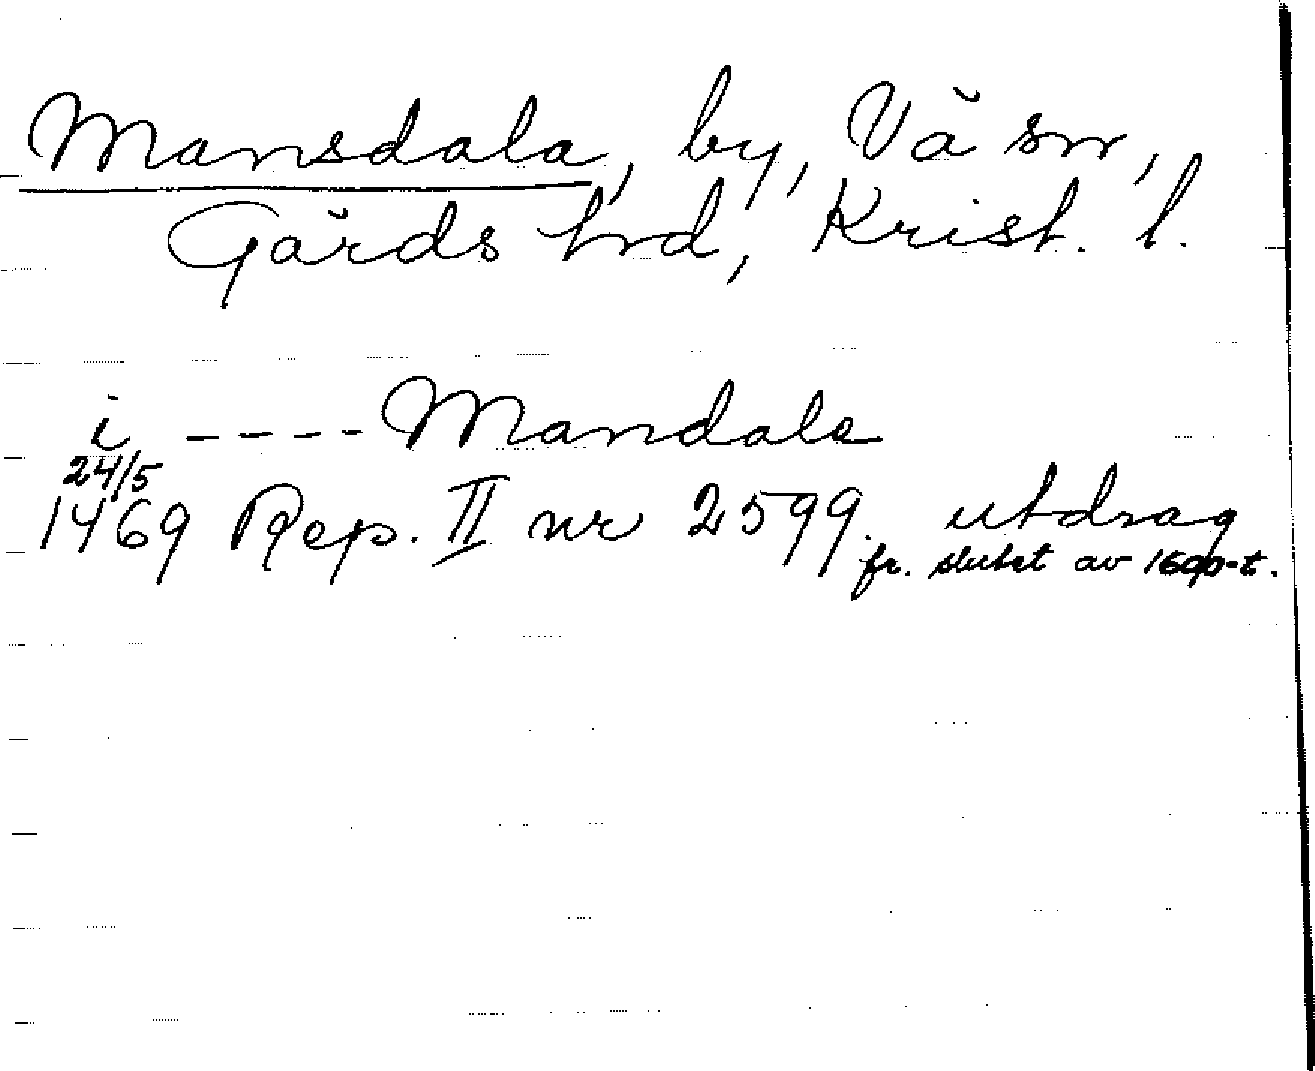 Mansdala, by, Vä sn,
Gärds hrd, Krist. l.
i ---- Mandale
24/5
1469 Rep. II nr 2599. utdrag
fr. slutet av 1600-t.